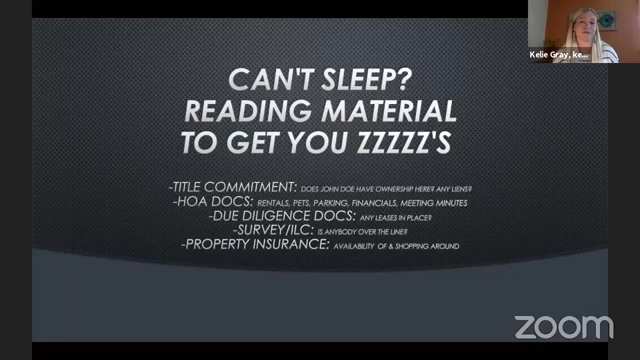 CAN'T SLEEP?
READING MATERIAL
TO GET YOU ZZZZZ'S
-TITLE COMMITMENT: DOES JOHN DOE HAVE OWNERSHIP HERE? ANY LIENS?
-HOA DOCS: RENTALS, PETS, PARKING, FINANCIALS, MEETING MINUTES
-DUE DILIGENCE DOCS: ANY LEASES IN PLACE?
-SURVEY/ILC: IS ANYBODY OVER THE LINE?
-PROPERTY INSURANCE: AVAILABILITY OF & SHOPPING AROUND
Kelie Gray, ke...
zoom